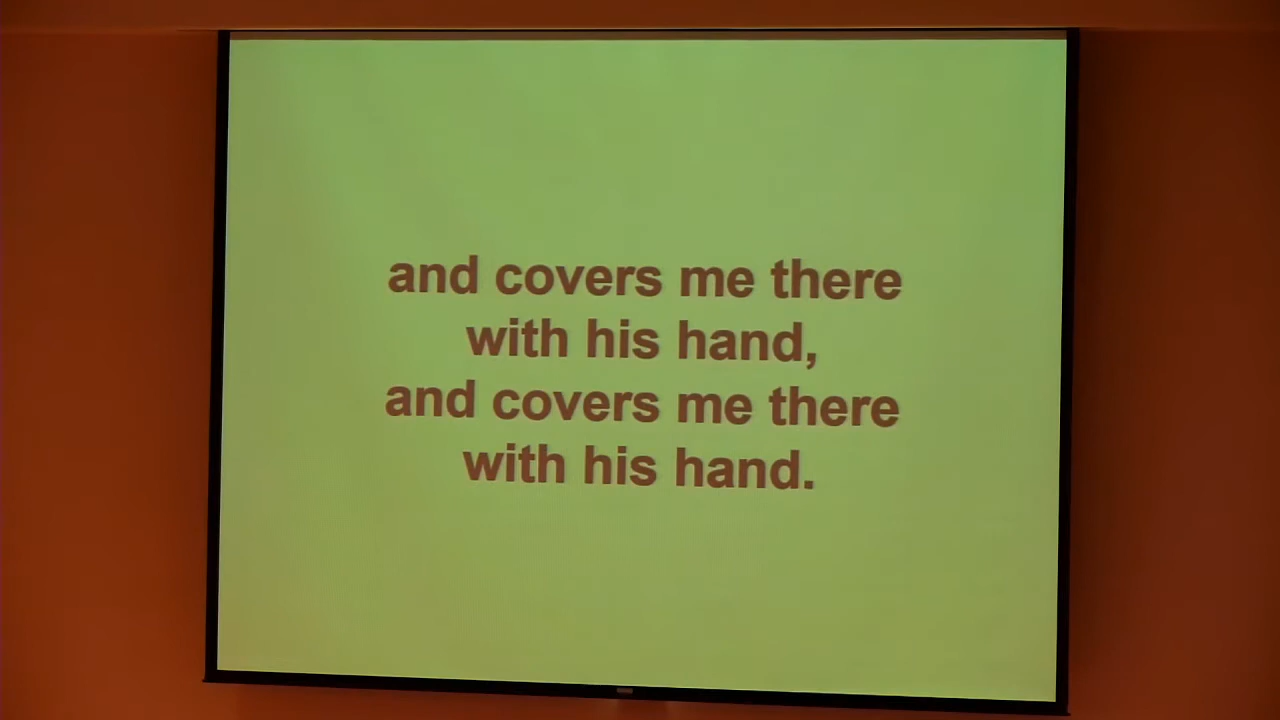 and covers me there
with his hand,
and covers me there
with his hand.